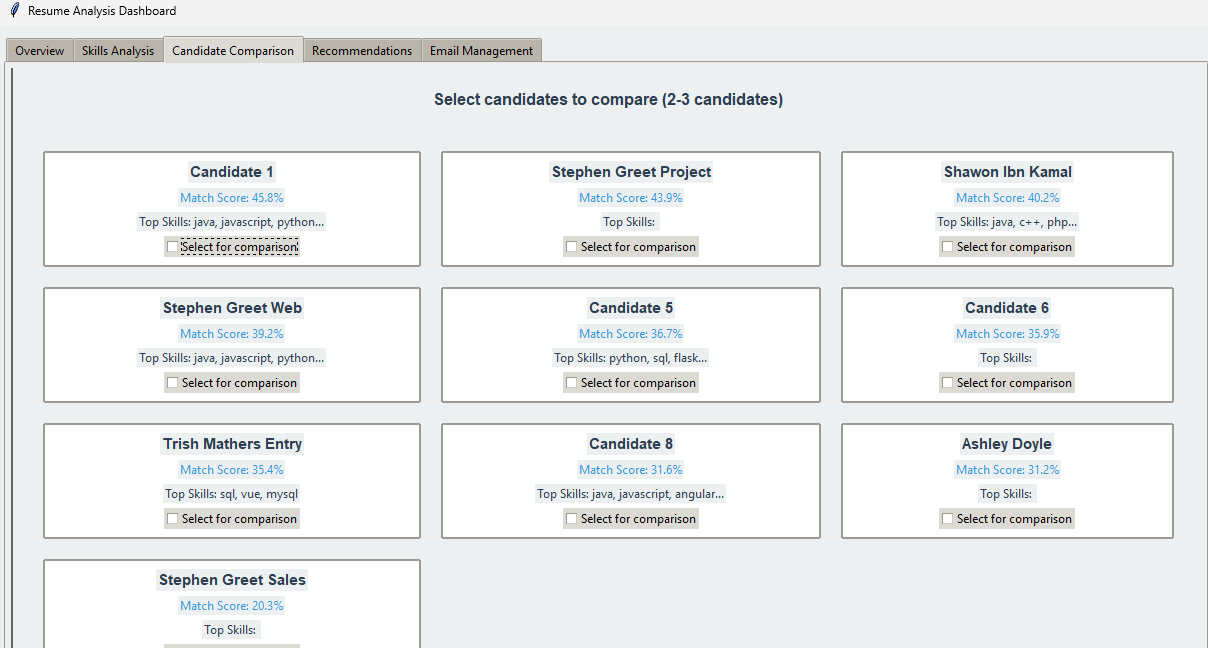 Resume Analysis Dashboard
Overview Skills Analysis Candidate Comparison Recommendations Email Management
Select candidates to compare (2-3 candidates)
Candidate 1
Match Score: 45.8%
Top Skills: java, javascript, python...
Select for comparison
Stephen Greet Project
Match Score: 43.9%
Top Skills:
Select for comparison
Shawon Ibn Kamal
Match Score: 40.2%
Top Skills: java, c++, php...
Select for comparison
Stephen Greet Web
Match Score: 39.2%
Top Skills: java, javascript, python...
Select for comparison
Candidate 5
Match Score: 36.7%
Top Skills: python, sql, flask...
Select for comparison
Candidate 6
Match Score: 35.9%
Top Skills:
Select for comparison
Trish Mathers Entry
Match Score: 35.4%
Top Skills: sql, vue, mysql
Select for comparison
Candidate 8
Match Score: 31.6%
Top Skills: java, javascript, angular...
Select for comparison
Ashley Doyle
Match Score: 31.2%
Top Skills:
Select for comparison
Stephen Greet Sales
Match Score: 20.3%
Top Skills: